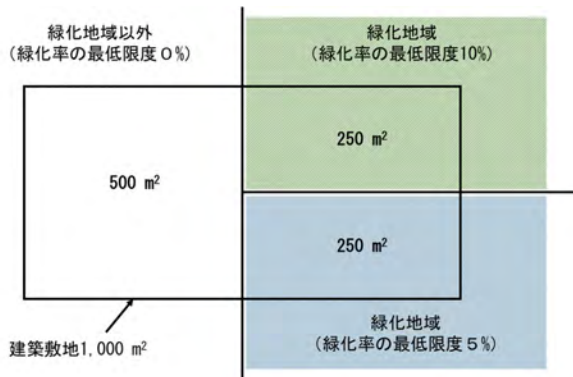 緑化地域以外
(緑化率の最低限度０%)
緑化地域
(緑化率の最低限度10%)
250 m²
500 m²
250 m²
緑化地域
(緑化率の最低限度５%)
建築敷地1,000 m²